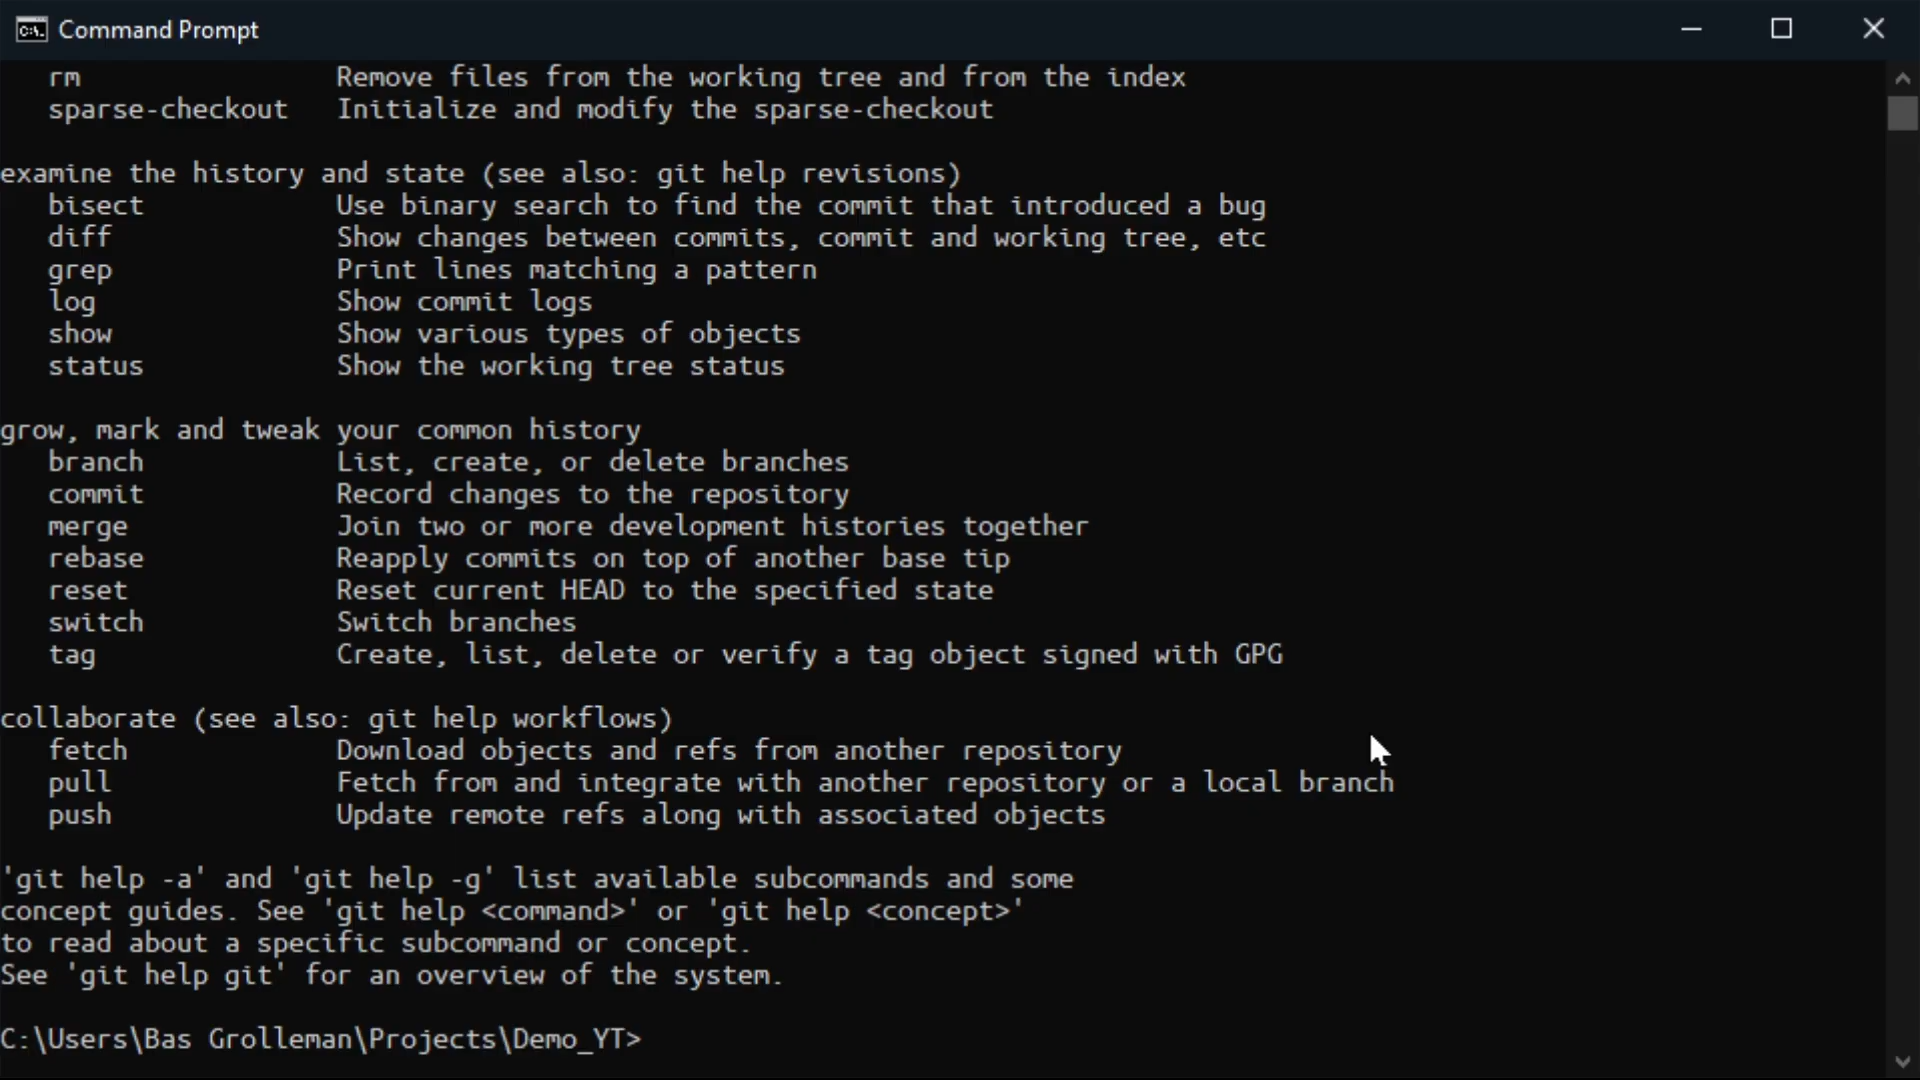 Command Prompt
rm Remove files from the working tree and from the index
sparse-checkout Initialize and modify the sparse-checkout
examine the history and state (see also: git help revisions)
bisect Use binary search to find the commit that introduced a bug
diff Show changes between commits, commit and working tree, etc
grep Print lines matching a pattern
log Show commit logs
show Show various types of objects
status Show the working tree status
grow, mark and tweak your common history
branch List, create, or delete branches
commit Record changes to the repository
merge Join two or more development histories together
rebase Reapply commits on top of another base tip
reset Reset current HEAD to the specified state
switch Switch branches
tag Create, list, delete or verify a tag object signed with GPG
collaborate (see also: git help workflows)
fetch Download objects and refs from another repository
pull Fetch from and integrate with another repository or a local branch
push Update remote refs along with associated objects
'git help -a' and 'git help -g' list available subcommands and some
concept guides. See 'git help <command>' or 'git help <concept>'
to read about a specific subcommand or concept.
See 'git help git' for an overview of the system.
C:\Users\Bas Grolleman\Projects\Demo_YT>